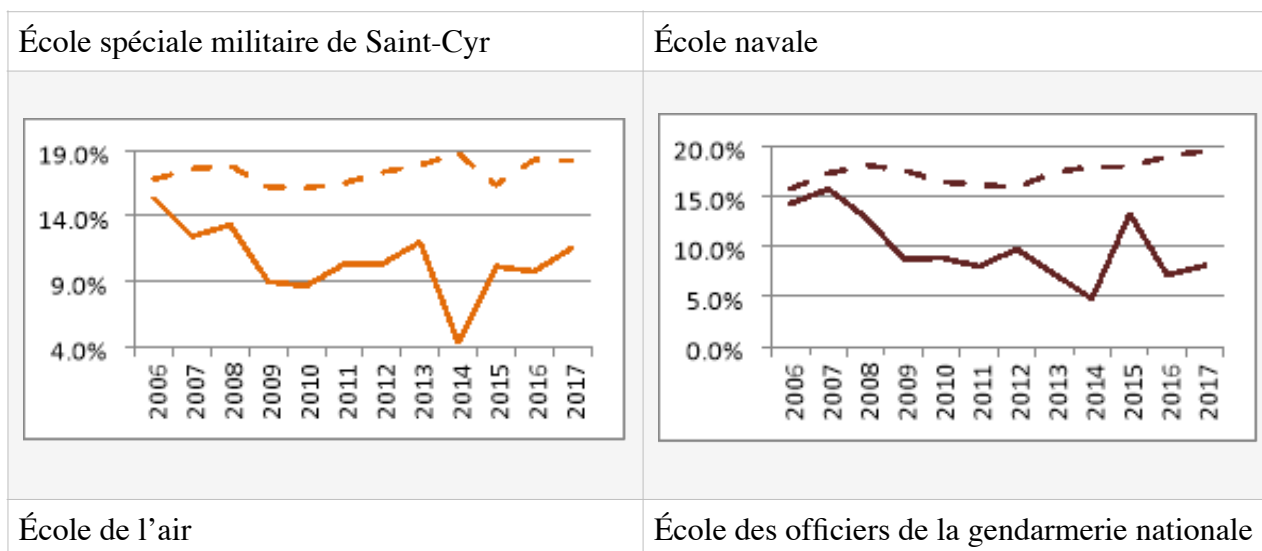 École spéciale militaire de Saint-Cyr
École navale
19.0%
14.0%
9.0%
4.0%
2006 2007 2008 2009 2010 2011 2012 2013 2014 2015 2016 2017
20.0%
15.0%
10.0%
5.0%
0.0%
2006 2007 2008 2009 2010 2011 2012 2013 2014 2015 2016 2017
École de l’air
École des officiers de la gendarmerie nationale